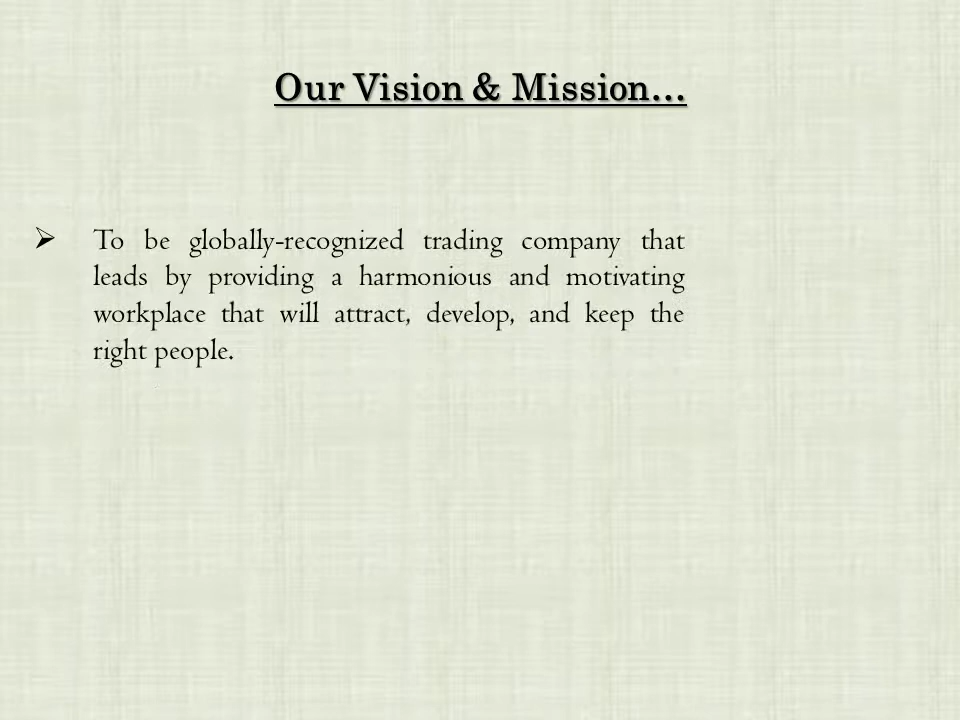 Our Vision & Mission...
To be globally-recognized trading company that
leads by providing a harmonious and motivating
workplace that will attract, develop, and keep the
right people.